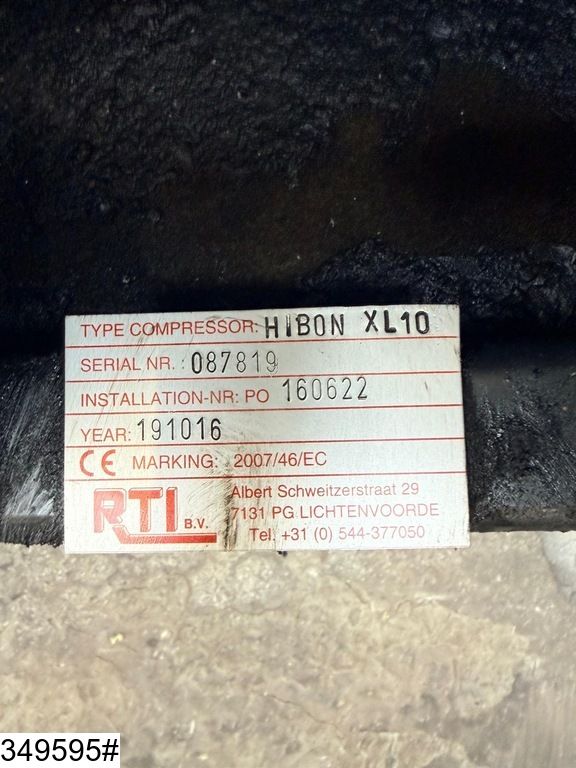 TYPE COMPRESSOR: HIBON XL10
SERIAL NR.: 087819
INSTALLATION-NR: PO 160622
YEAR: 191016
CE MARKING: 2007/46/EC
RTI B.V.
Albert Schweitzerstraat 29
7131 PG LICHTENVOORDE
Tel. +31 (0) 544-377050
349595#